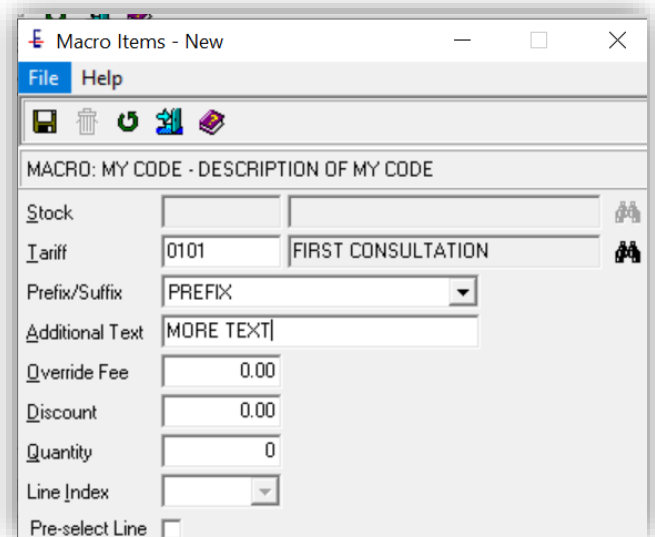 Macro Items - New
File Help
MACRO: MY CODE - DESCRIPTION OF MY CODE
Stock
Tariff 0101 FIRST CONSULTATION
Prefix/Suffix PREFIX
Additional Text MORE TEXT
Override Fee 0.00
Discount 0.00
Quantity 0
Line Index
Pre-select Line